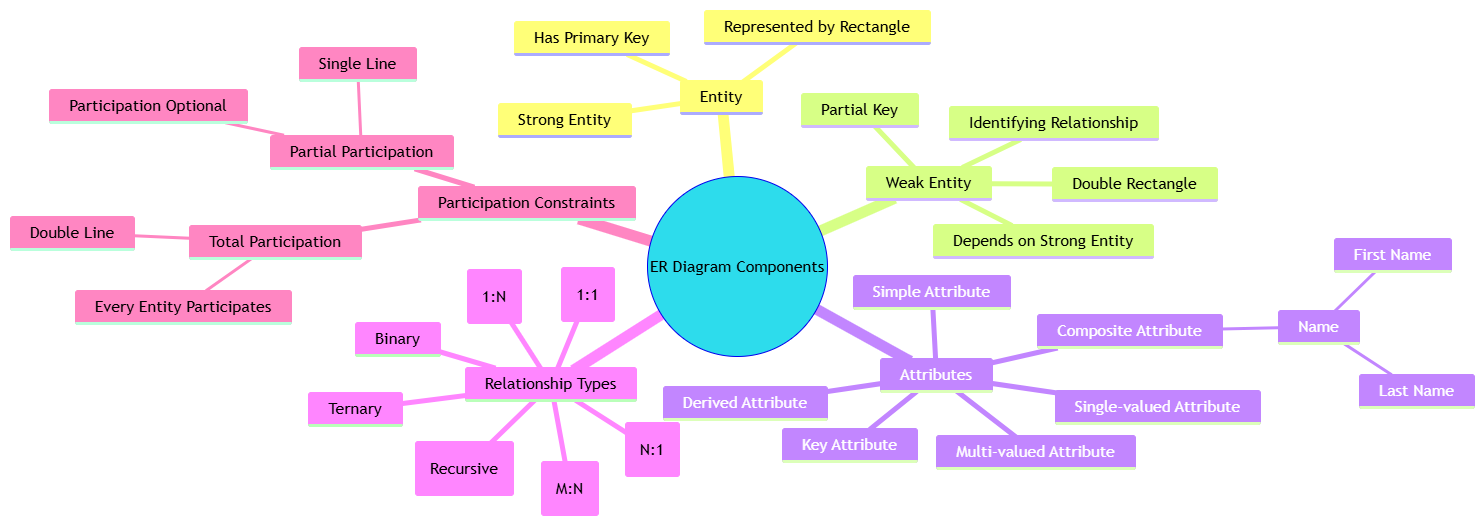 ER Diagram Components
Entity
Has Primary Key
Represented by Rectangle
Strong Entity
Weak Entity
Partial Key
Identifying Relationship
Double Rectangle
Depends on Strong Entity
Attributes
Simple Attribute
Composite Attribute
Name
First Name
Last Name
Single-valued Attribute
Multi-valued Attribute
Key Attribute
Derived Attribute
Relationship Types
1:1
1:N
Binary
Ternary
Recursive
M:N
N:1
Participation Constraints
Total Participation
Double Line
Every Entity Participates
Partial Participation
Single Line
Participation Optional